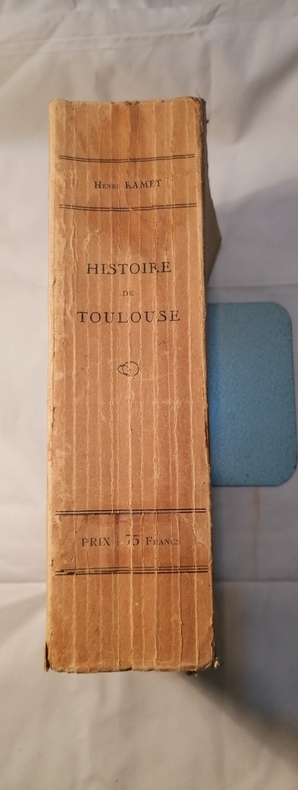 Henri RAMET
HISTOIRE
DE
TOULOUSE
PRIX : 75 Francs